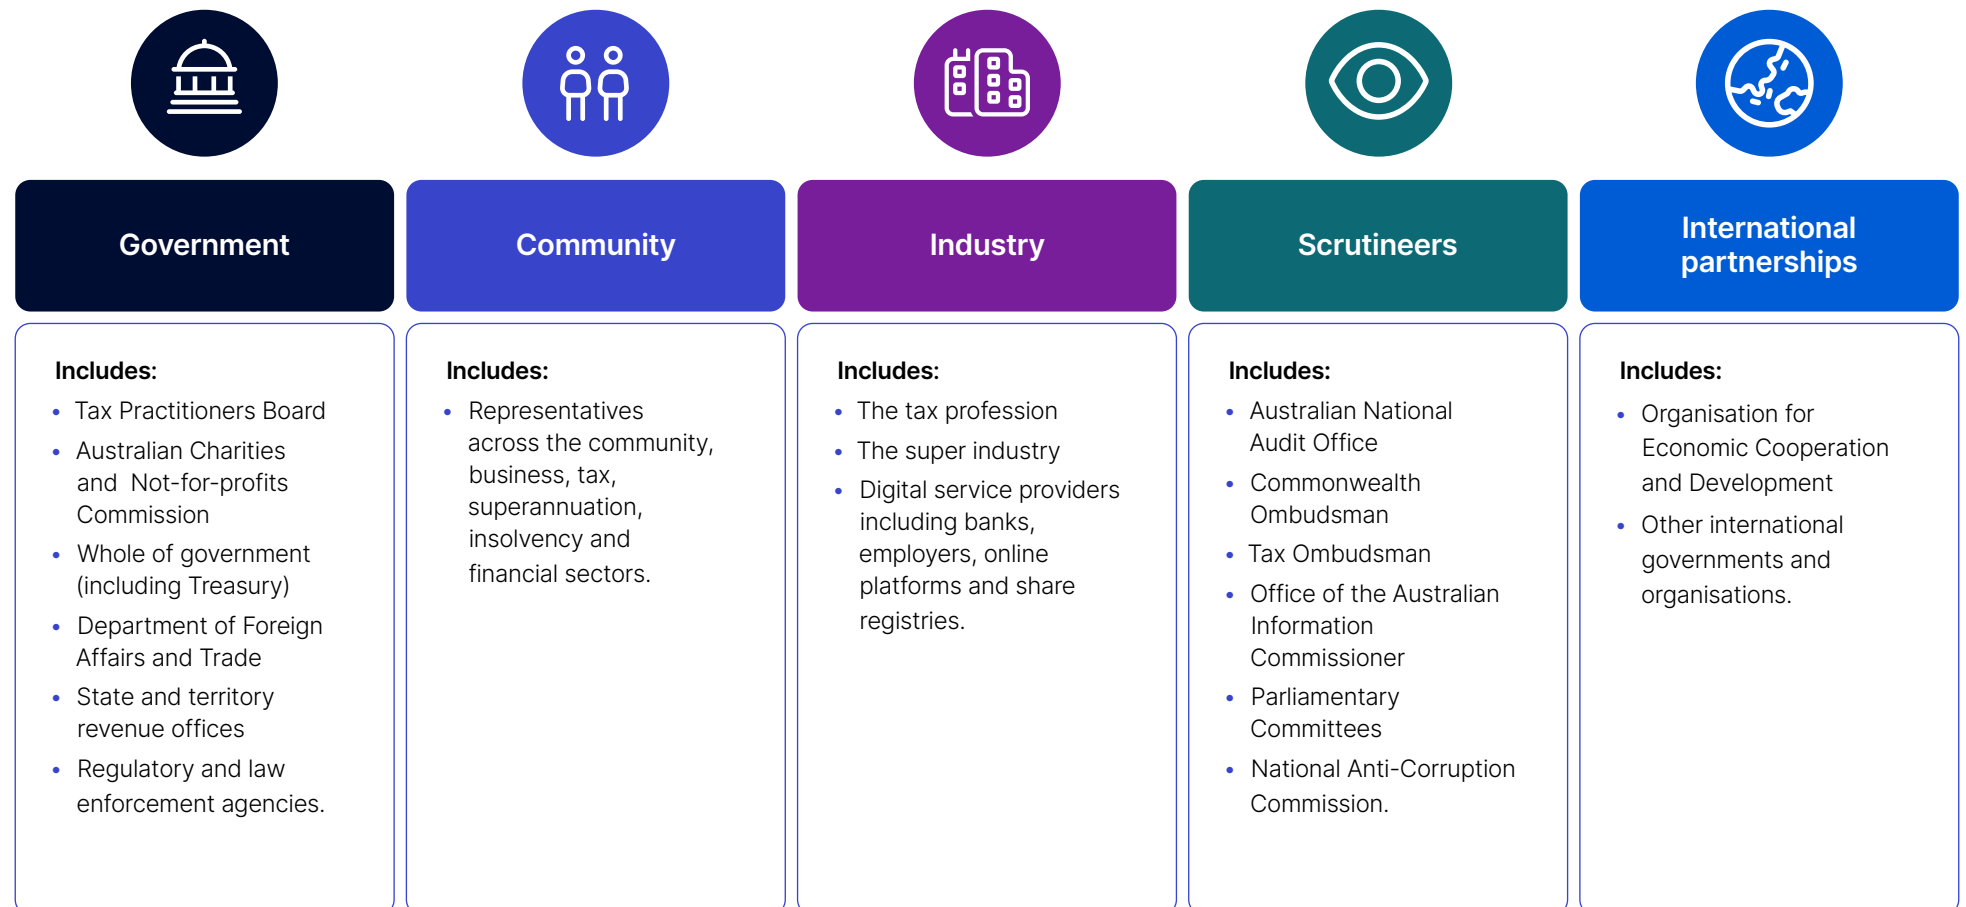 Government
Includes:
• Tax Practitioners Board
• Australian Charities
and Not-for-profits
Commission
• Whole of government
(including Treasury)
• Department of Foreign
Affairs and Trade
• State and territory
revenue offices
• Regulatory and law
enforcement agencies.
Community
Includes:
• Representatives
across the community,
business, tax,
superannuation,
insolvency and
financial sectors.
Industry
Includes:
• The tax profession
• The super industry
• Digital service providers
including banks,
employers, online
platforms and share
registries.
Scrutineers
Includes:
• Australian National
Audit Office
• Commonwealth
Ombudsman
• Tax Ombudsman
• Office of the Australian
Information
Commissioner
• Parliamentary
Committees
• National Anti-Corruption
Commission.
International
partnerships
Includes:
• Organisation for
Economic Cooperation
and Development
• Other international
governments and
organisations.